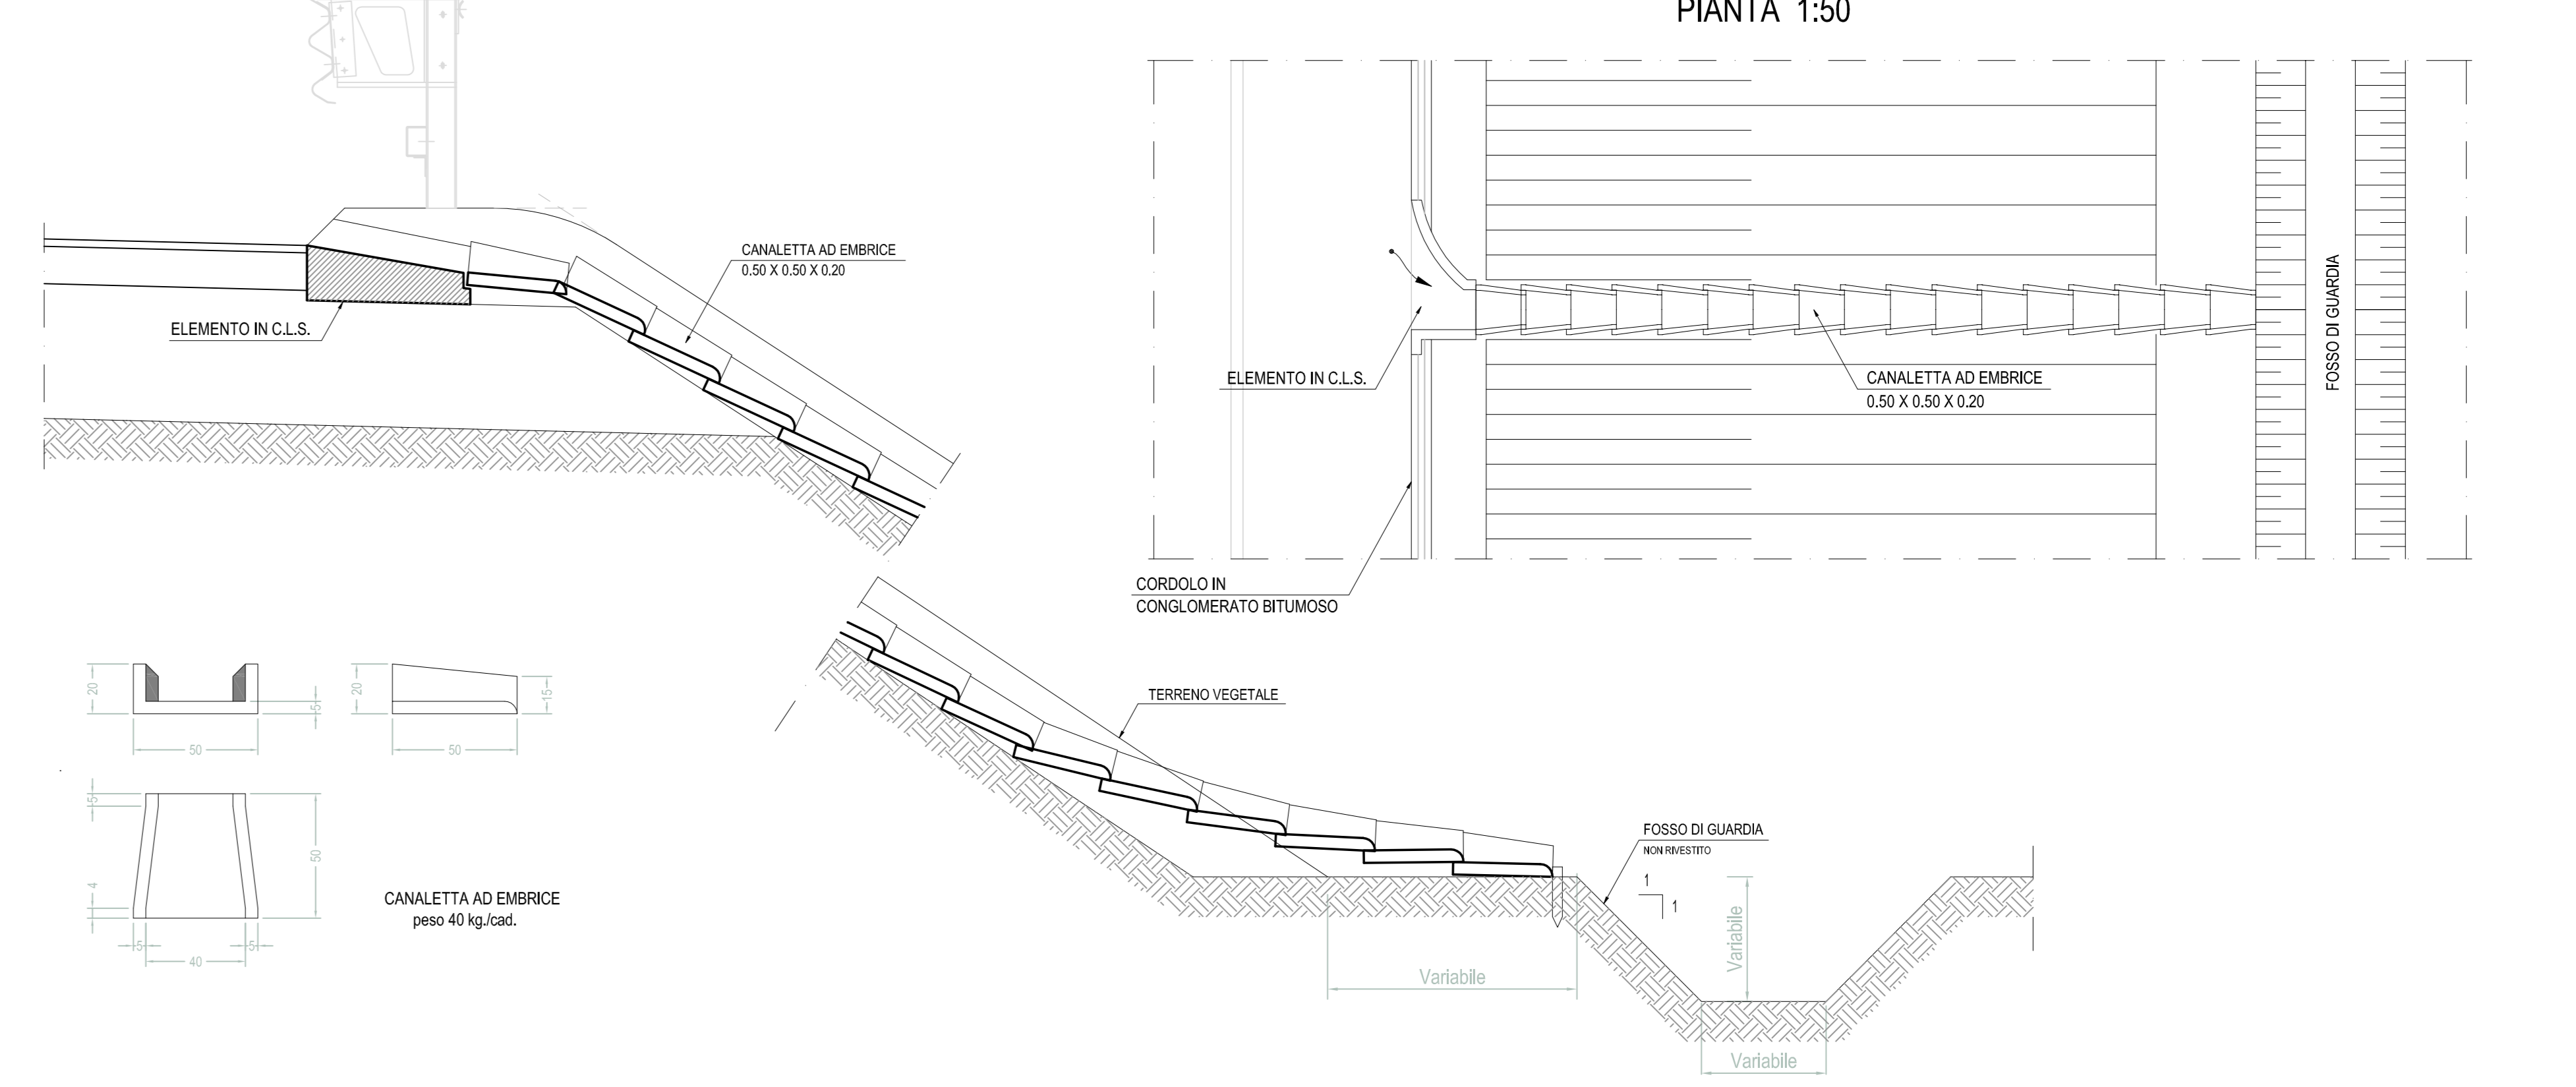 PIANTA 1:50
CANALETTA AD EMBRICE
0.50 X 0.50 X 0.20
ELEMENTO IN C.L.S.
ELEMENTO IN C.L.S.
CANALETTA AD EMBRICE
0.50 X 0.50 X 0.20
FOSSO DI GUARDIA
CORDOLO IN
CONGLOMERATO BITUMOSO
20
5
50
20
15
50
TERRENO VEGETALE
5
50
4
5
5
40
CANALETTA AD EMBRICE
peso 40 kg./cad.
FOSSO DI GUARDIA
NON RIVESTITO
1
1
Variabile
Variabile
Variabile